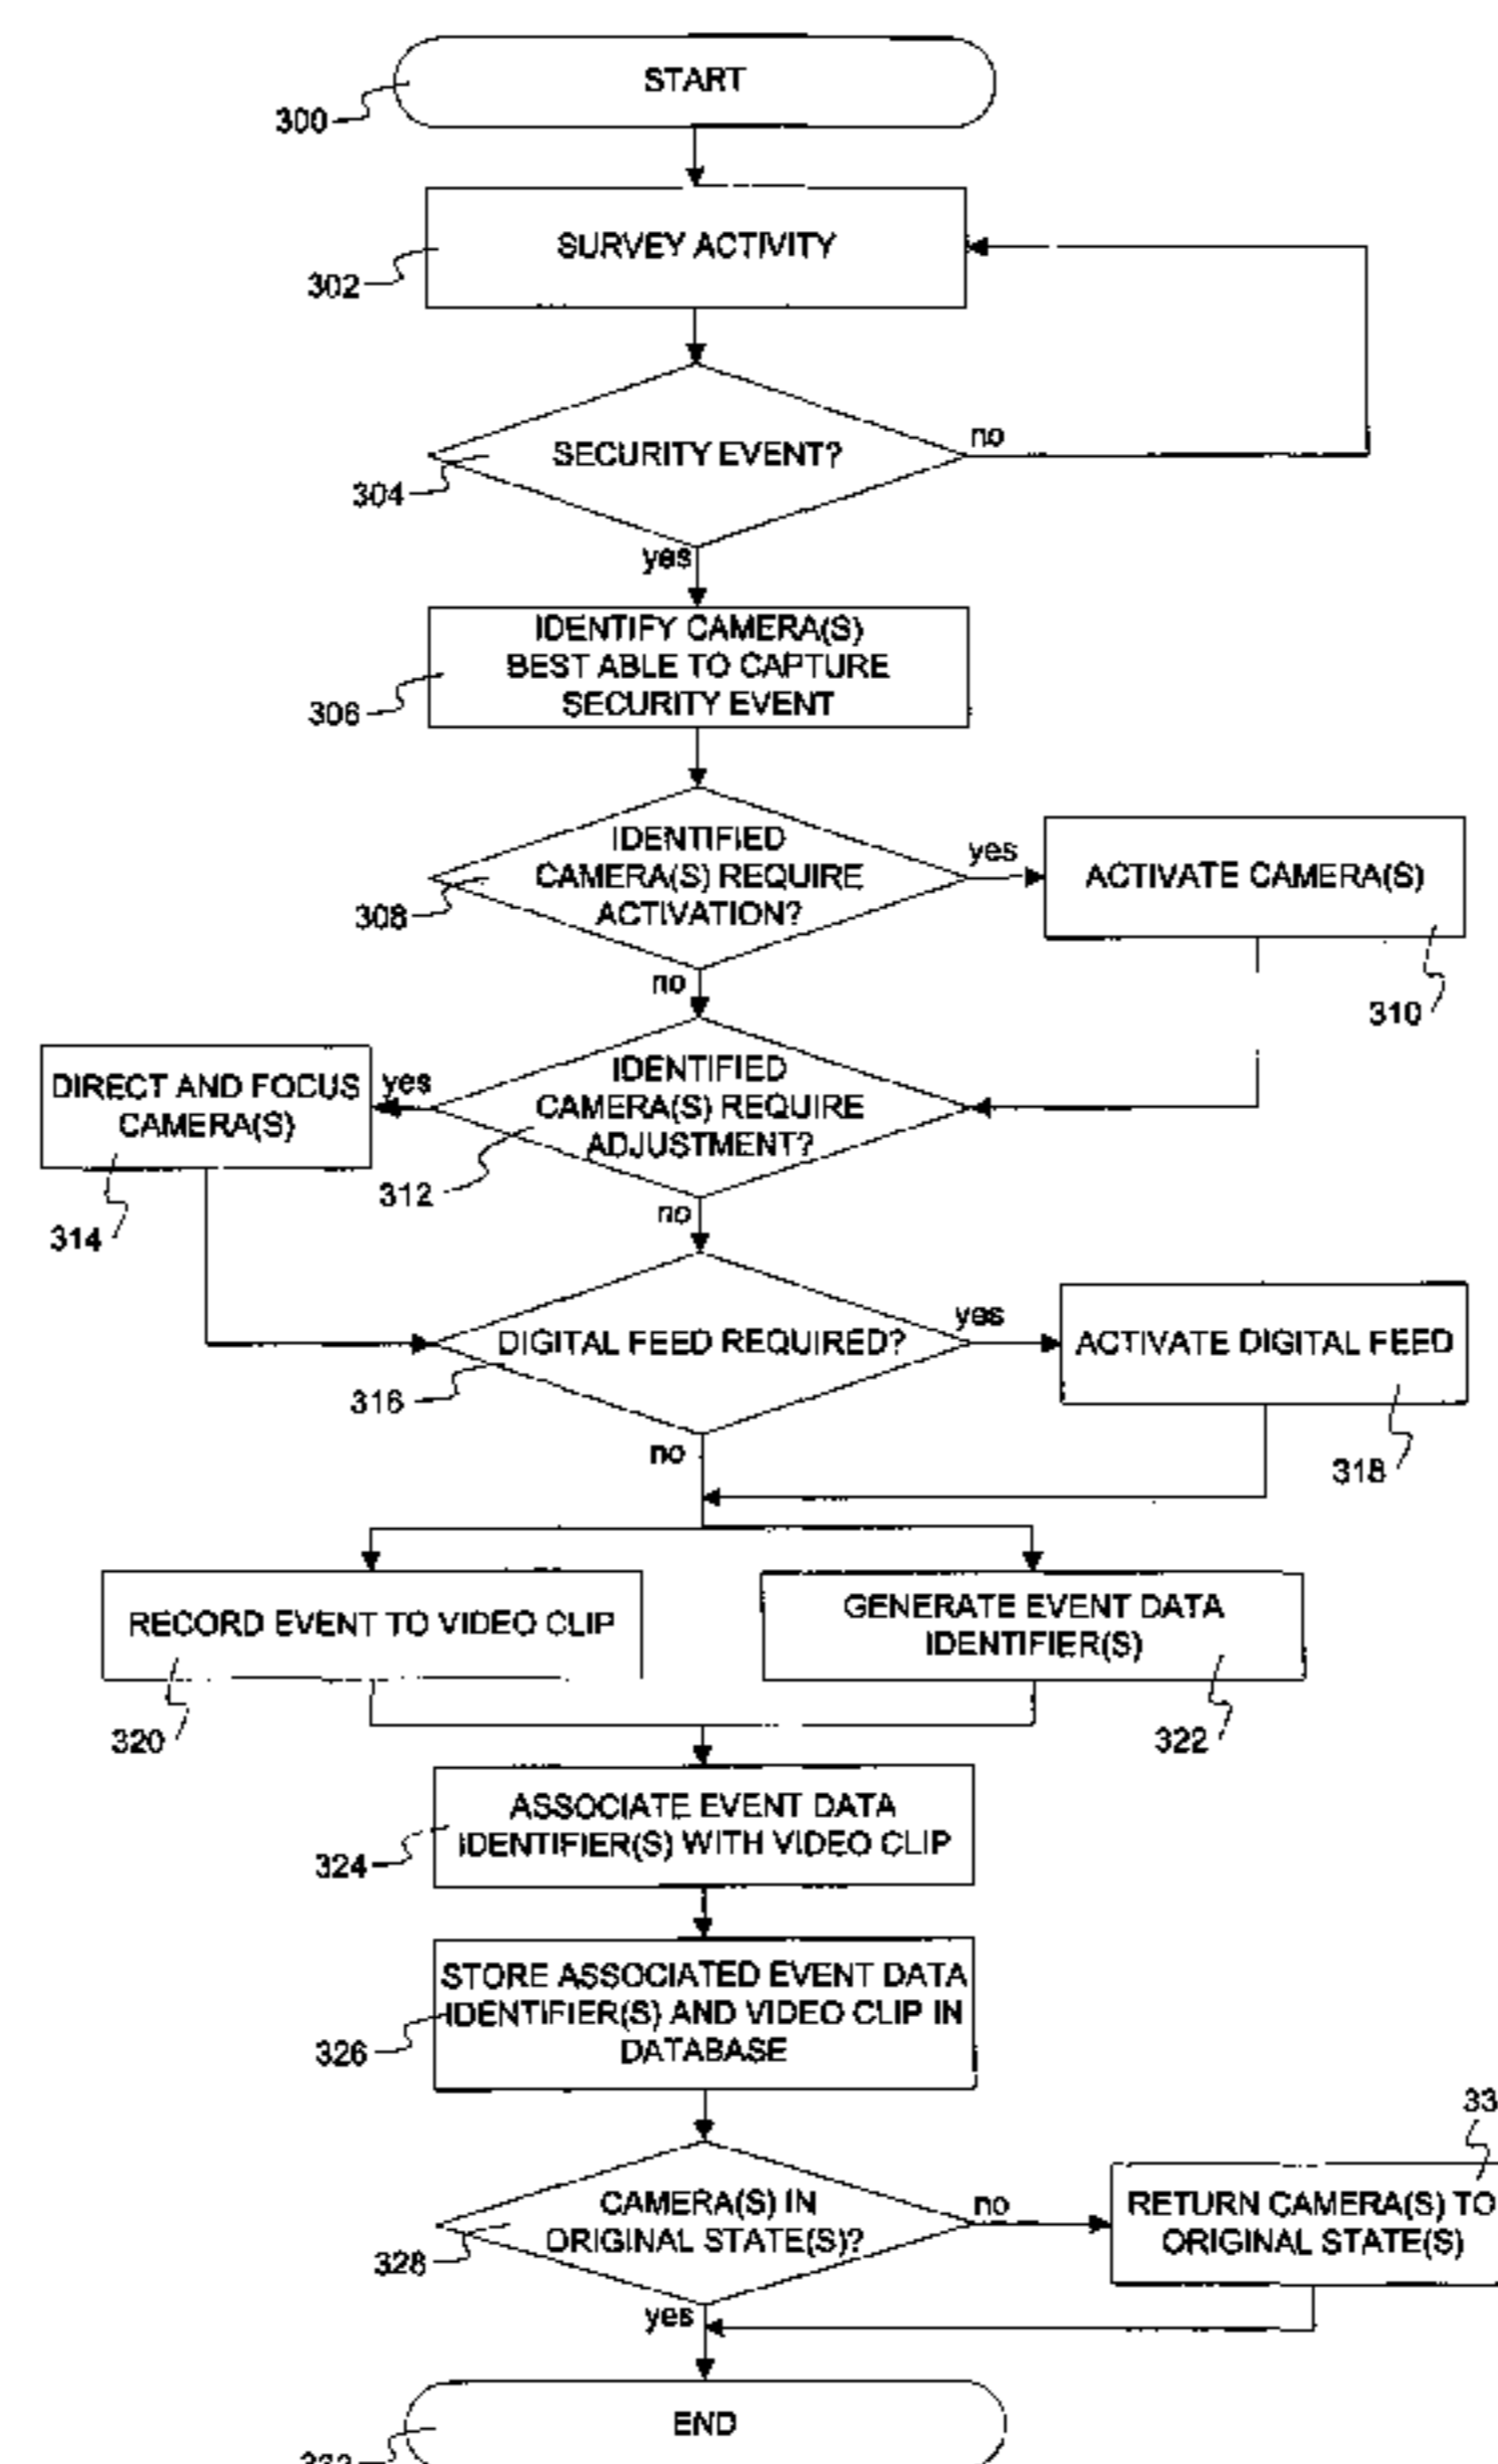 START
300
SURVEY ACTIVITY
302
SECURITY EVENT?
no
304
yes
IDENTIFY CAMERA(S)
BEST ABLE TO CAPTURE
SECURITY EVENT
306
IDENTIFIED
CAMERA(S) REQUIRE
ACTIVATION?
yes
ACTIVATE CAMERA(S)
308
no
310
DIRECT AND FOCUS
CAMERA(S)
yes
IDENTIFIED
CAMERA(S) REQUIRE
ADJUSTMENT?
312
314
no
DIGITAL FEED REQUIRED?
yes
ACTIVATE DIGITAL FEED
316
no
318
RECORD EVENT TO VIDEO CLIP
GENERATE EVENT DATA
IDENTIFIER(S)
320
322
ASSOCIATE EVENT DATA
IDENTIFIER(S) WITH VIDEO CLIP
324
STORE ASSOCIATED EVENT DATA
IDENTIFIER(S) AND VIDEO CLIP IN
DATABASE
326
33
CAMERA(S) IN
ORIGINAL STATE(S)?
no
RETURN CAMERA(S) TO
ORIGINAL STATE(S)
328
yes
END